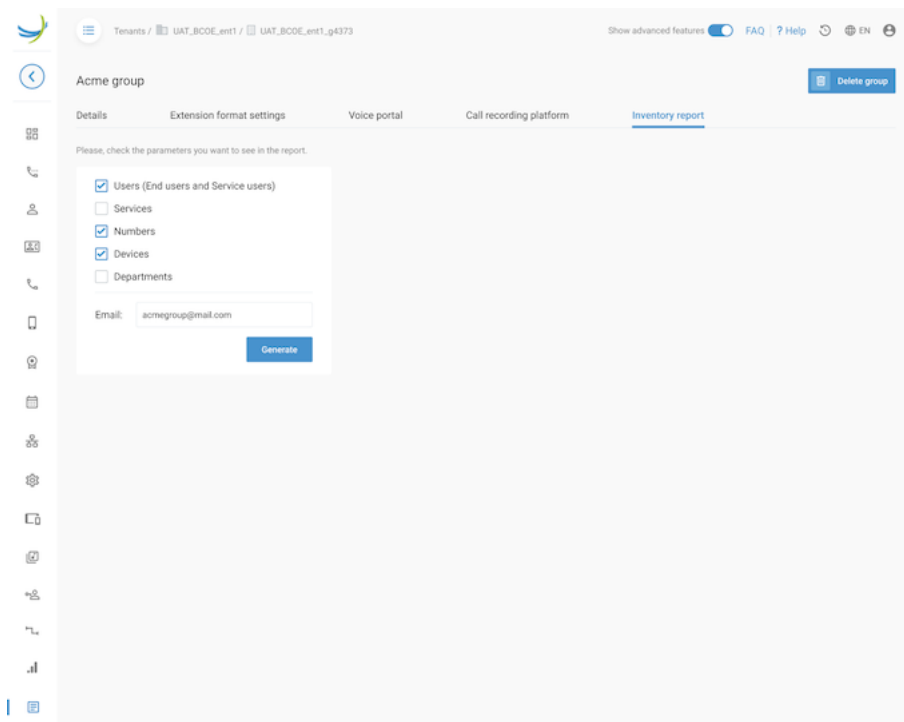 Tenants / UAT_BCOE_ent1 / UAT_BCOE_ent1_g4373
Show advanced features FAQ ? Help EN
Acme group
Delete group
Details Extension format settings Voice portal Call recording platform Inventory report
Please, check the parameters you want to see in the report.
Users (End users and Service users)
Services
Numbers
Devices
Departments
Email: acmegroup@mail.com
Generate